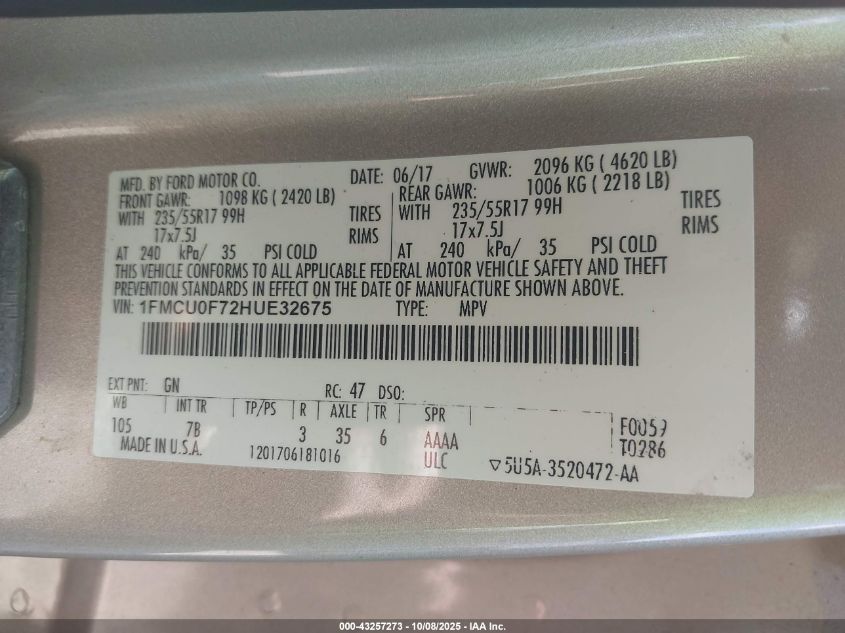 MFD. BY FORD MOTOR CO. DATE: 06/17 GVWR: 2096 KG ( 4620 LB)
FRONT GAWR: 1098 KG ( 2420 LB) REAR GAWR: 1006 KG ( 2218 LB)
WITH 235/55R17 99H TIRES WITH 235/55R17 99H TIRES
17x7.5J RIMS 17x7.5J RIMS
AT 240 kPa/ 35 PSI COLD AT 240 kPa/ 35 PSI COLD
THIS VEHICLE CONFORMS TO ALL APPLICABLE FEDERAL MOTOR VEHICLE SAFETY AND THEFT
PREVENTION STANDARDS IN EFFECT ON THE DATE OF MANUFACTURE SHOWN ABOVE.
VIN: 1FMCU0F72HUE32675 TYPE: MPV
EXT PNT: GN RC: 47 DSO:
WB INT TR TP/PS R AXLE TR SPR
105 7B 3 35 6 AAAA F0059
MADE IN U.S.A. 1201706181016 ULC T0286
▽5U5A-3520472-AA
000-43257273 - 10/08/2025 - IAA Inc.